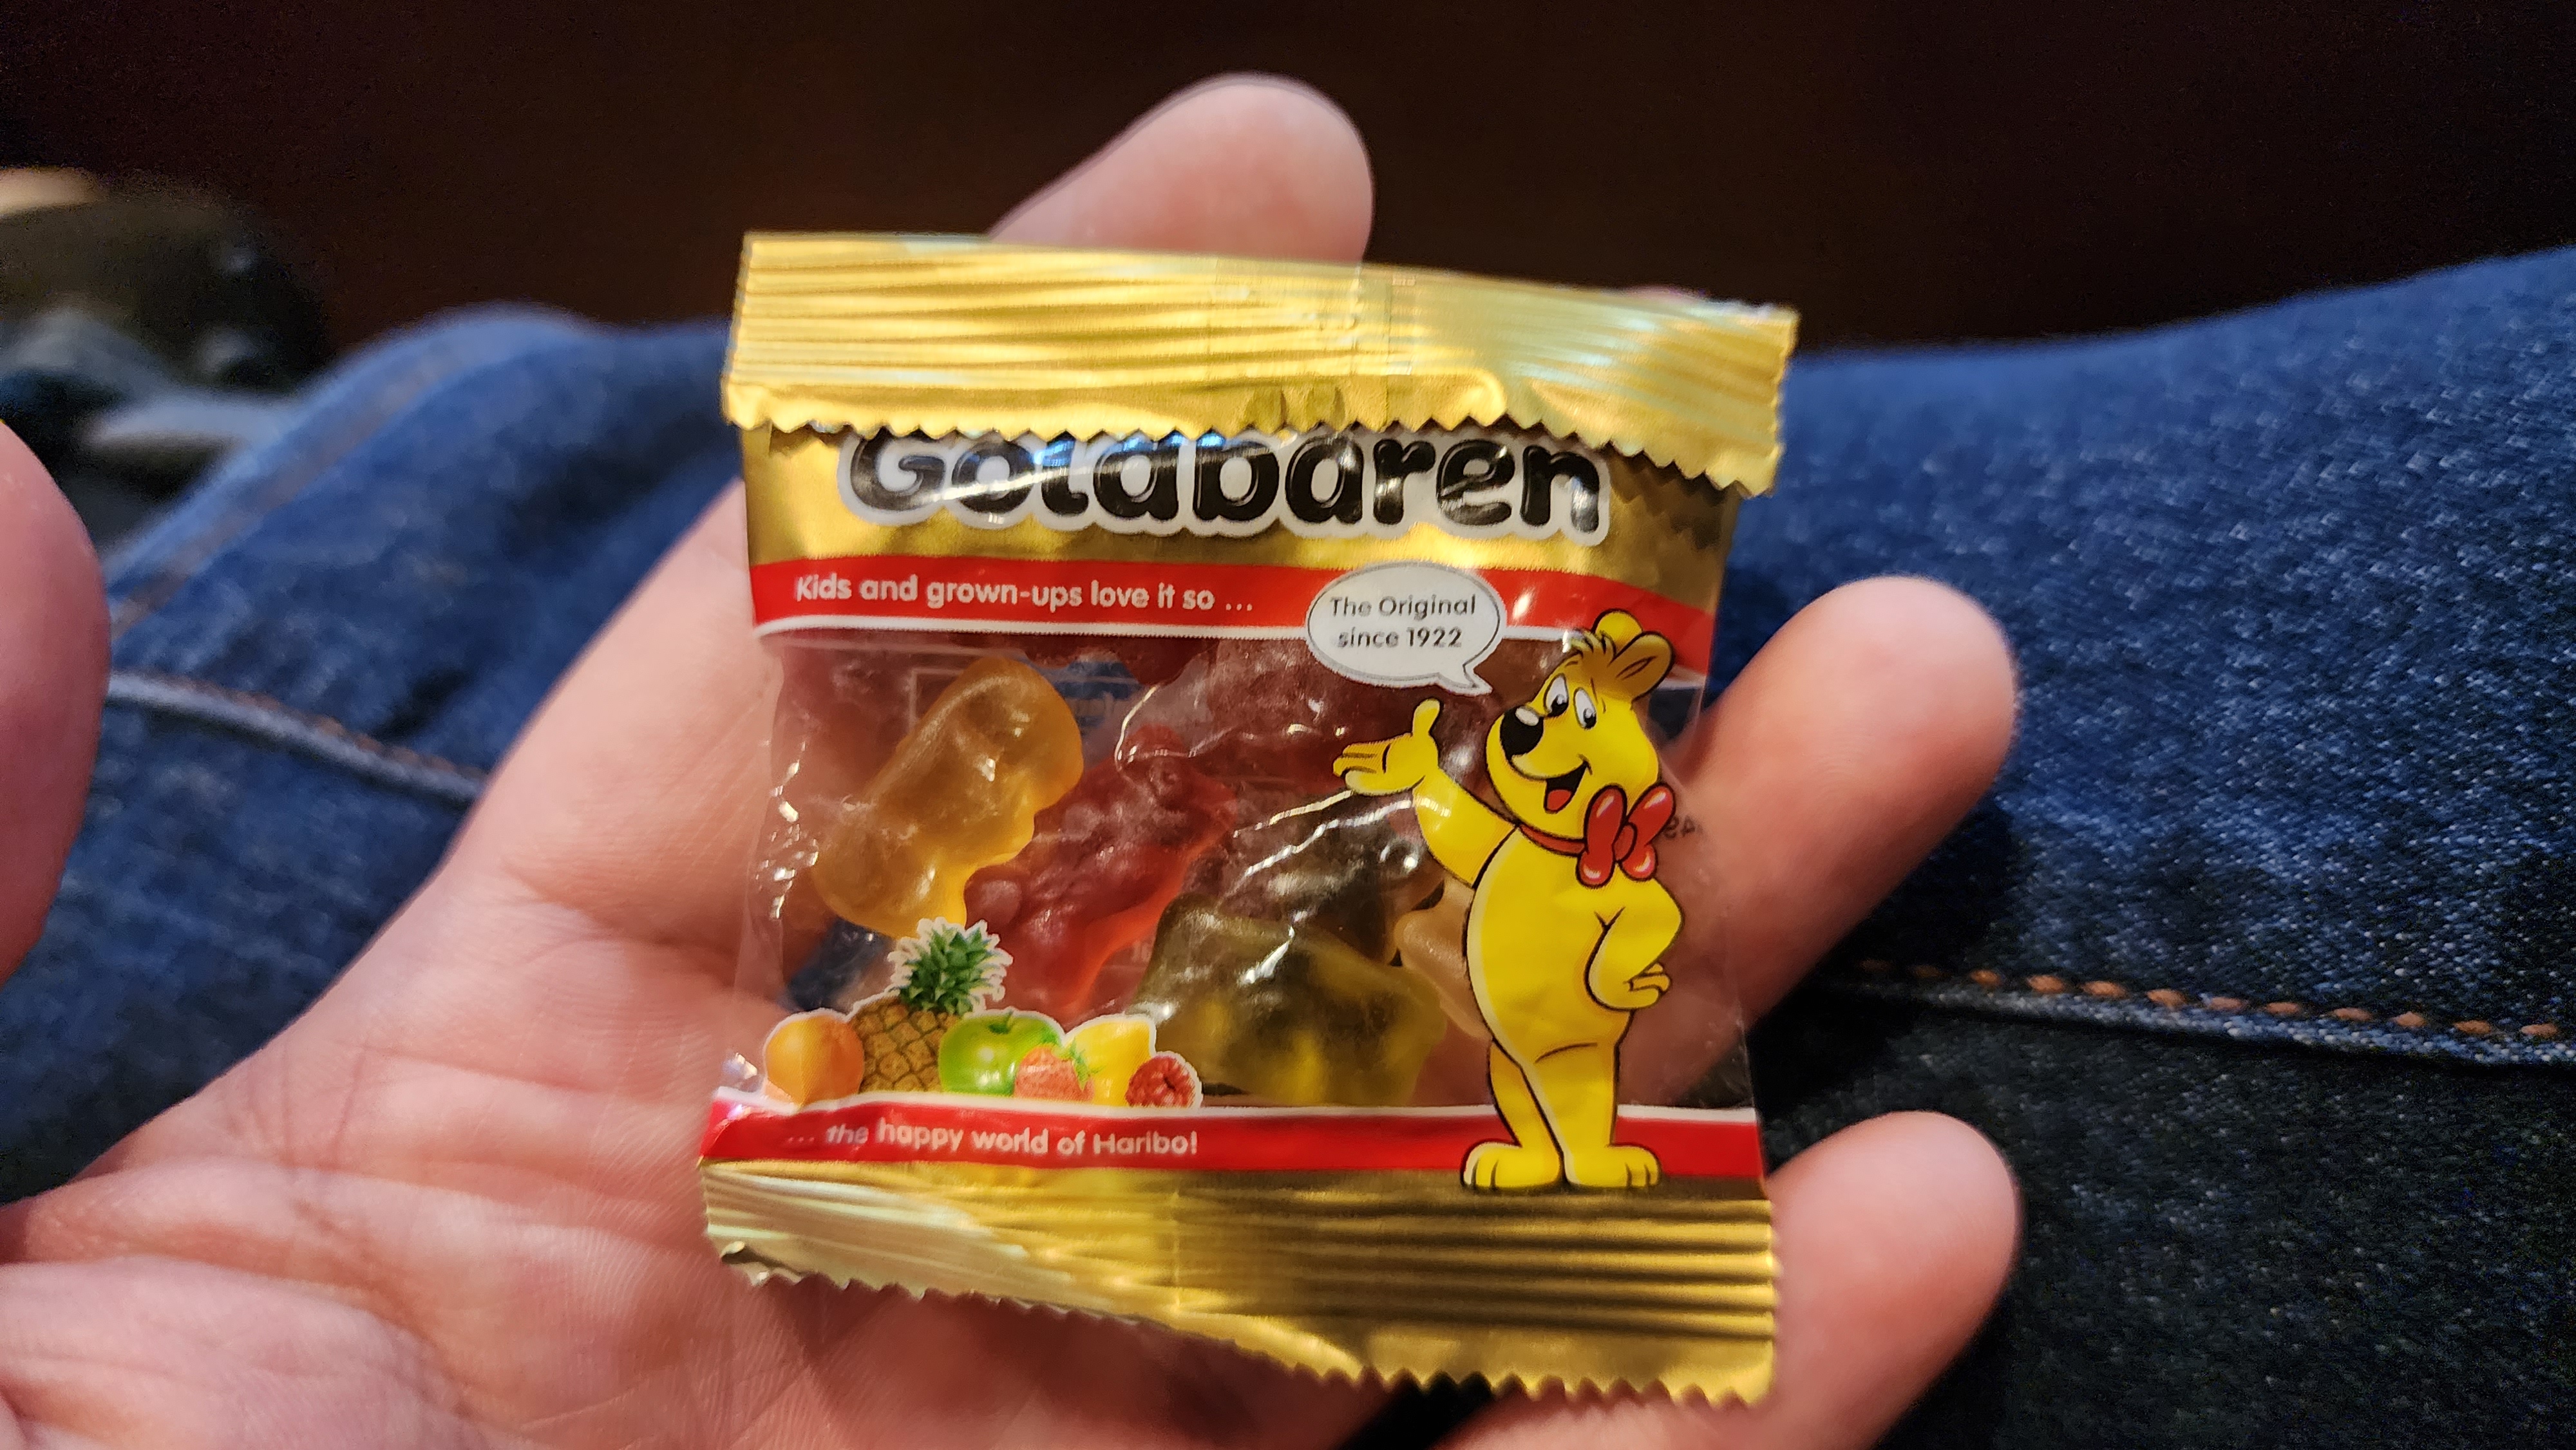 Goldbären
Kids and grown-ups love it so ...
The Original
since 1922
... the happy world of Haribo!